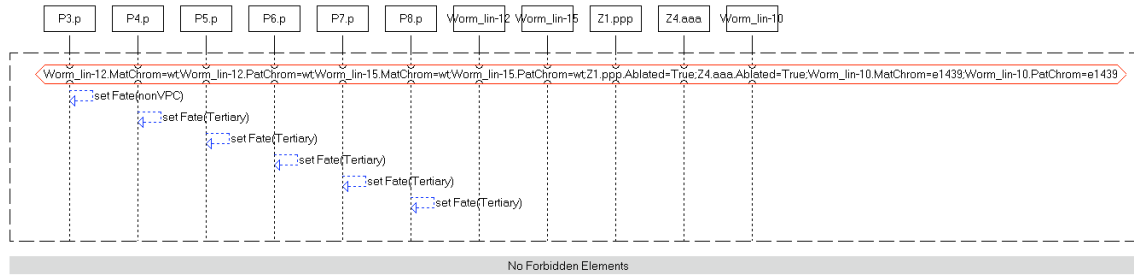 P3.p P4.p P5.p P6.p P7.p P8.p Worm_lin-12 Worm_lin-15 Z1.ppp Z4.aaa Worm_lin-10
Worm_lin-12.MatChrom=wt;Worm_lin-12.PatChrom=wt;Worm_lin-15.MatChrom=wt;Worm_lin-15.PatChrom=wt;Z1.ppp.Ablated=True;Z4.aaa.Ablated=True;Worm_lin-10.MatChrom=e1439;Worm_lin-10.PatChrom=e1439
set Fate(nonVPC)
set Fate(Tertiary)
set Fate(Tertiary)
set Fate(Tertiary)
set Fate(Tertiary)
set Fate(Tertiary)
No Forbidden Elements